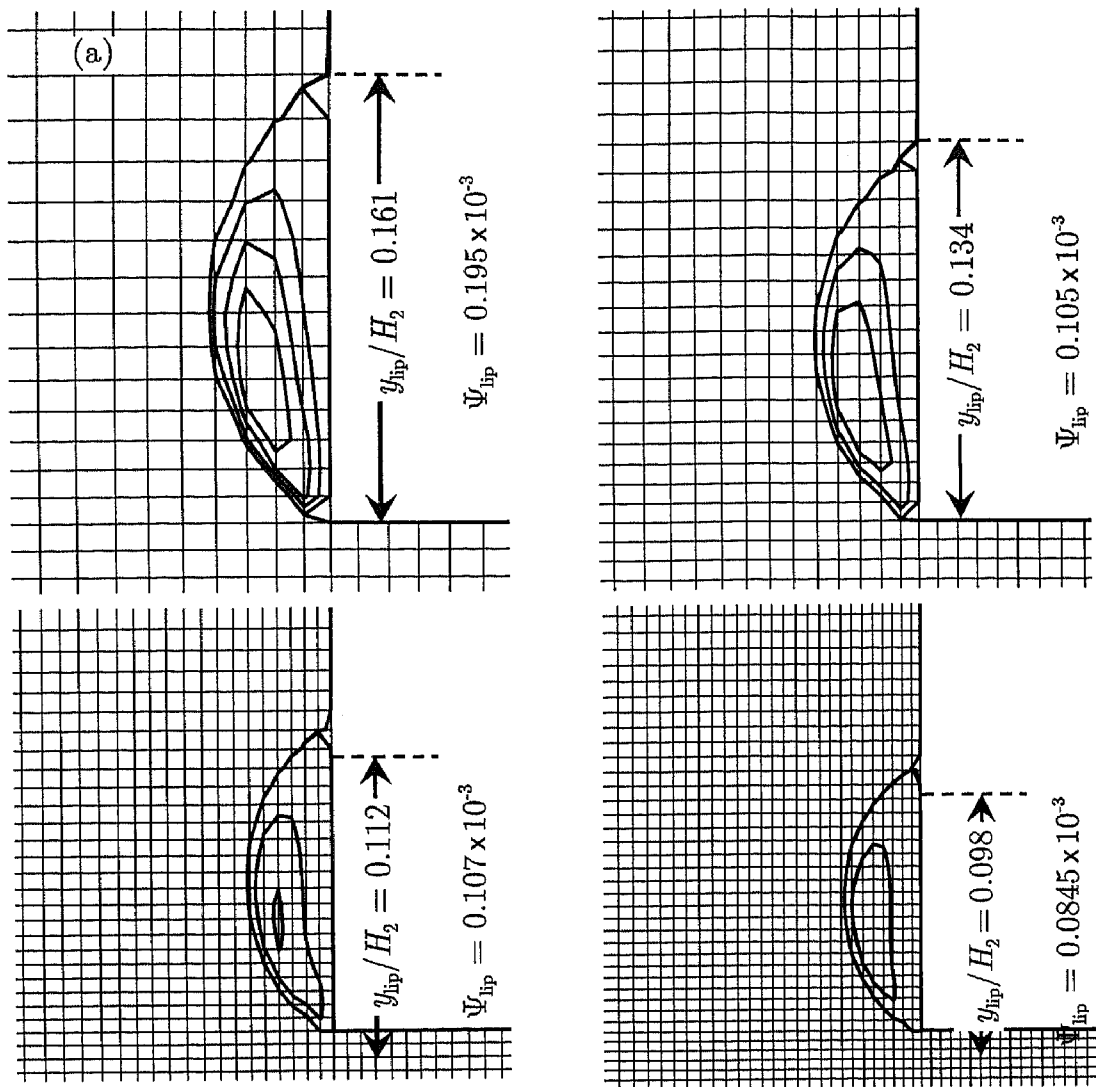 (a)
y_lip/H_2 = 0.161
Ψ_lip = 0.195 x 10^-3
y_lip/H_2 = 0.134
Ψ_lip = 0.105 x 10^-3
y_lip/H_2 = 0.112
Ψ_lip = 0.107 x 10^-3
y_lip/H_2 = 0.098
Ψ_lip = 0.0845 x 10^-3